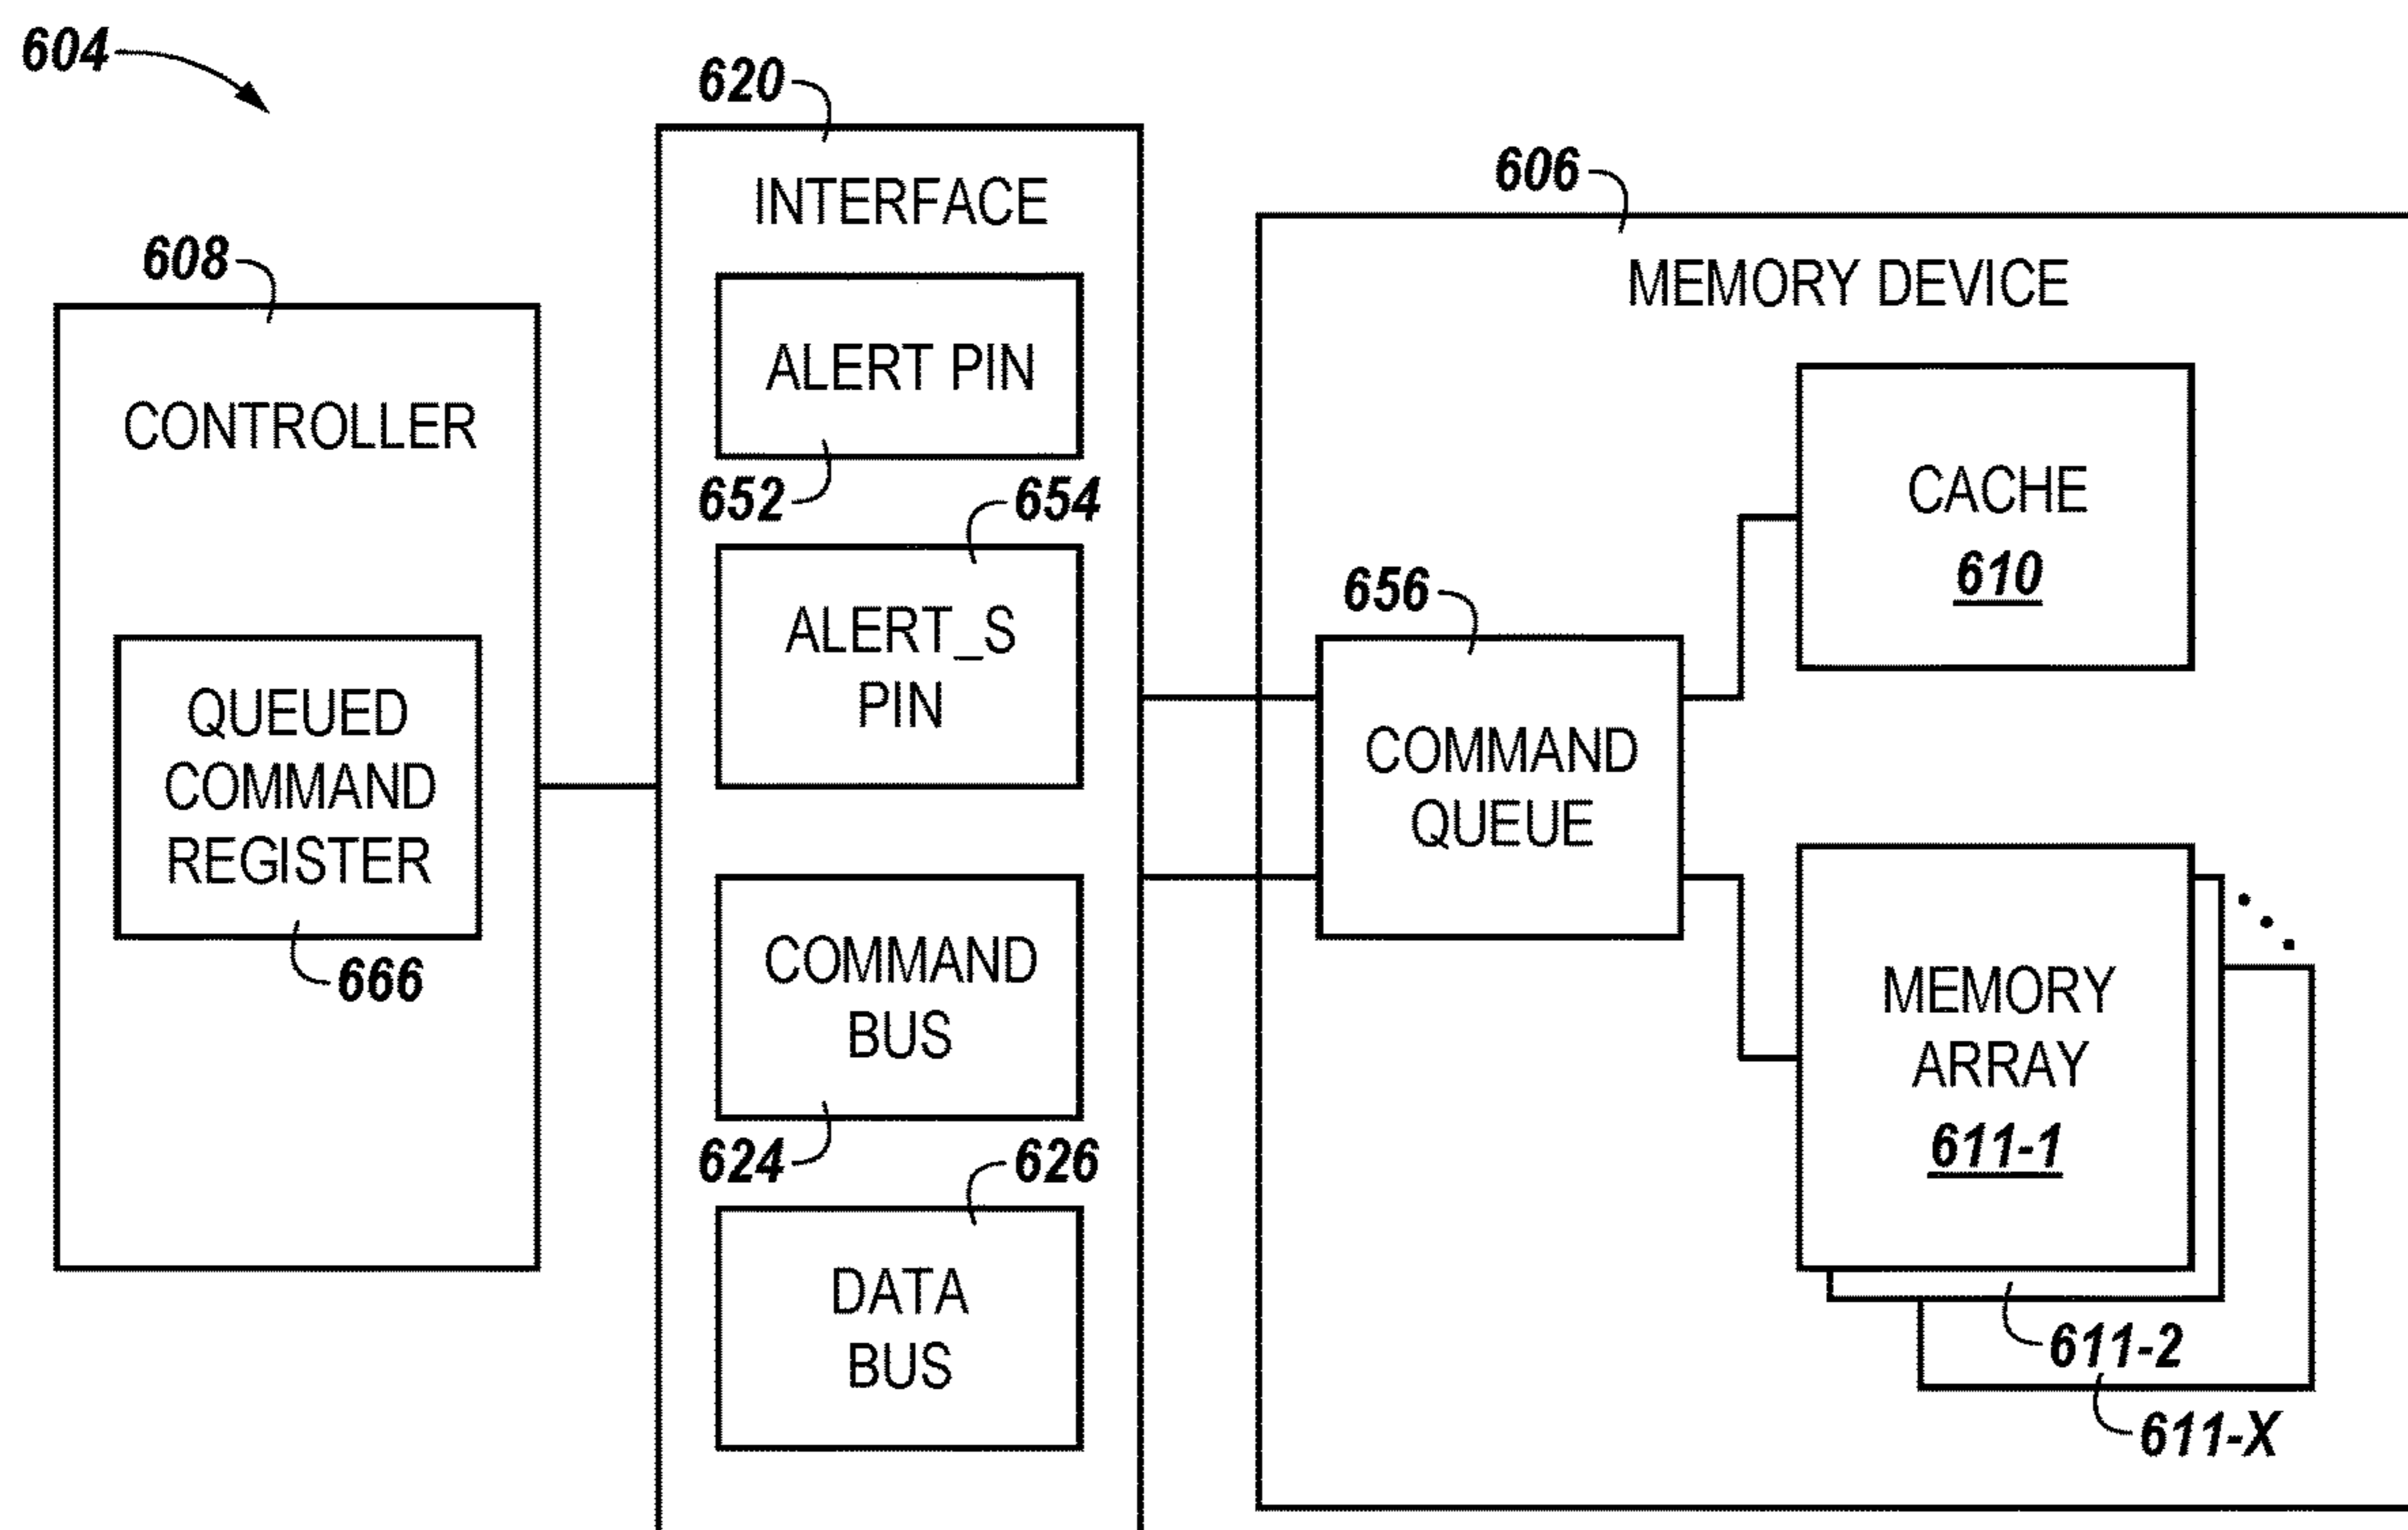 604
620
INTERFACE
606
MEMORY DEVICE
608
CONTROLLER
ALERT PIN
652
654
ALERT_S
PIN
CACHE
610
656
COMMAND
QUEUE
QUEUED
COMMAND
REGISTER
666
COMMAND
BUS
624
626
DATA
BUS
MEMORY
ARRAY
611-1
611-2
611-X